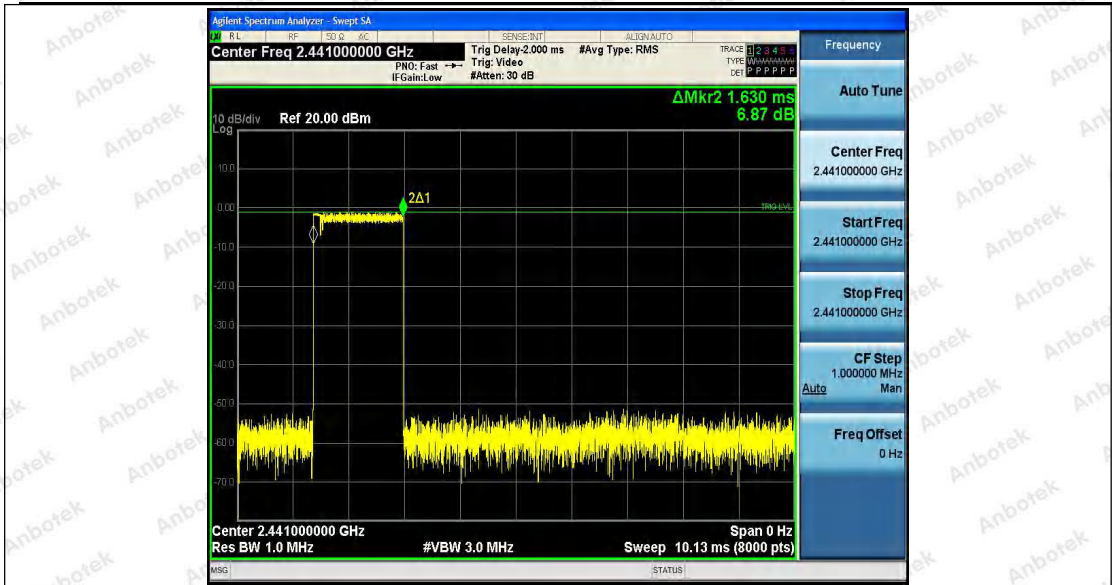 Agilent Spectrum Analyzer - Swept SA
RL RF 50 Ω AC SENSE:INT ALIGN AUTO
Center Freq 2.441000000 GHz
PNO: Fast
IFGain:Low
Trig Delay-2.000 ms
Trig: Video
#Atten: 30 dB
#Avg Type: RMS
TRACE 1 2 3 4 5 6
TYPE
DET P P P P P P
ΔMkr2 1.630 ms
6.87 dB
10 dB/div Ref 20.00 dBm
Log
10.0
0.00
-10.0
-20.0
-30.0
-40.0
-50.0
-60.0
-70.0
2Δ1
TRIG LVL
Center 2.441000000 GHz Span 0 Hz
Res BW 1.0 MHz #VBW 3.0 MHz Sweep 10.13 ms (8000 pts)
MSG STATUS
Frequency
Auto Tune
Center Freq
2.441000000 GHz
Start Freq
2.441000000 GHz
Stop Freq
2.441000000 GHz
CF Step
1.000000 MHz
Auto Man
Freq Offset
0 Hz
Anbotek